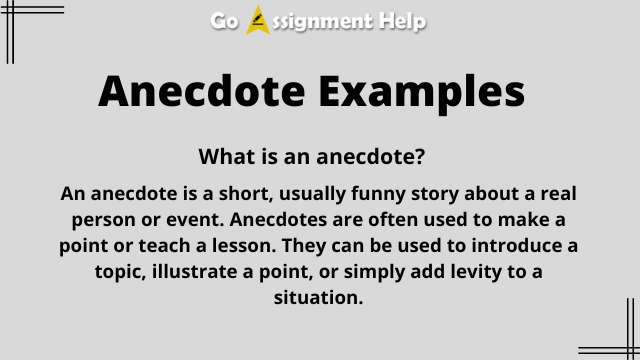 Go Assignment Help
Anecdote Examples
What is an anecdote?
An anecdote is a short, usually funny story about a real
person or event. Anecdotes are often used to make a
point or teach a lesson. They can be used to introduce a
topic, illustrate a point, or simply add levity to a
situation.